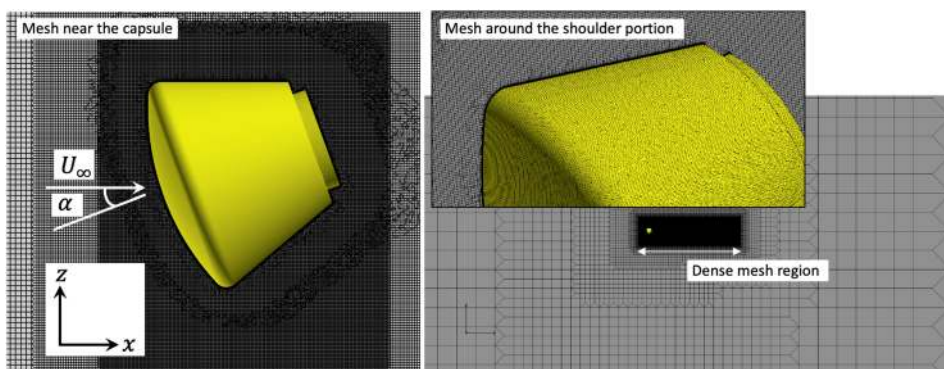 Mesh near the capsule
U∞
α
z
x
Mesh around the shoulder portion
Dense mesh region